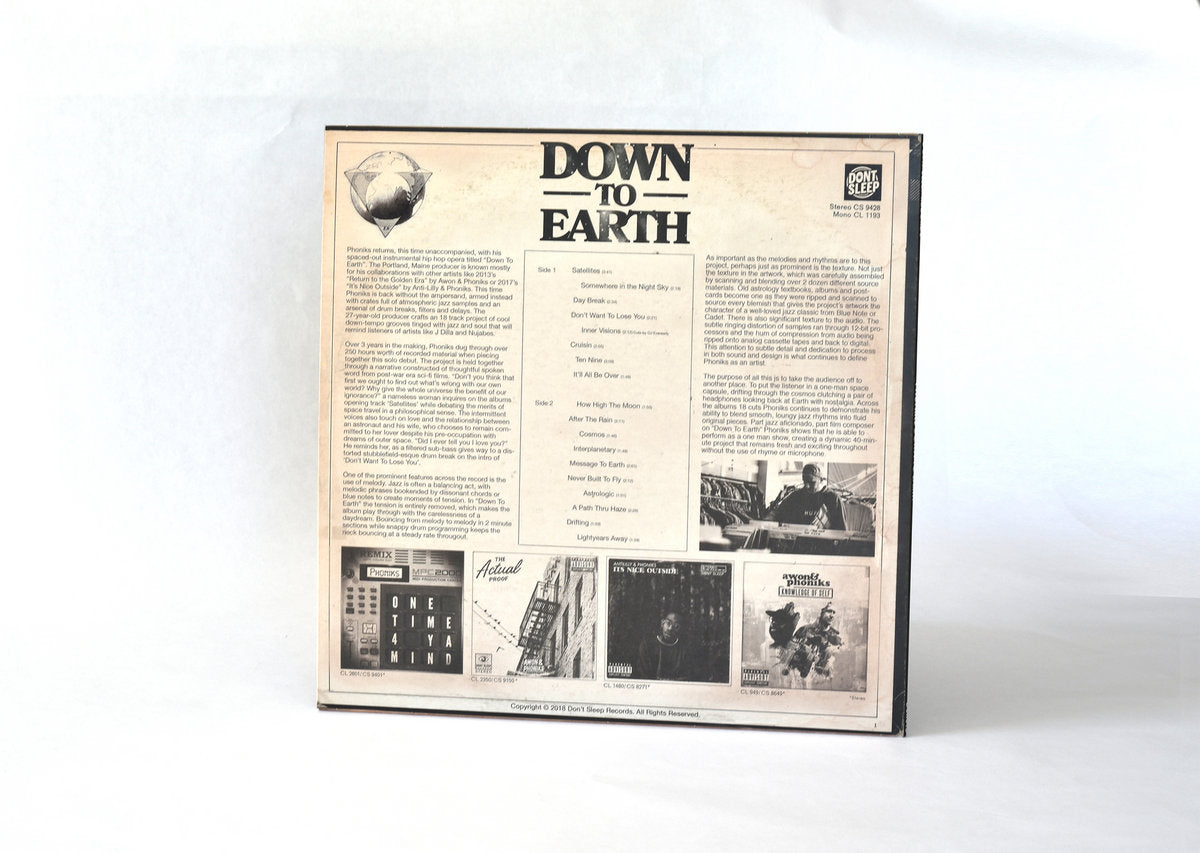 DOWN
TO
EARTH
DON'T
SLEEP
Stereo CS 9428
Mono CL 1193
Phoniks returns, this time unaccompanied, with his
spaced-out instrumental hip hop opera titled "Down To
Earth". The Portland, Maine producer is known mostly
for his collaborations with other artists like 2013's
"Return to the Golden Era" by Awon & Phoniks or 2017's
"It's Nice Outside" by Anti-Lilly & Phoniks. This time
Phoniks is back without the ampersand, armed instead
with crates full of atmospheric jazz samples and an
arsenal of drum breaks, filters and delays. The
27-year-old producer crafts an 18 track project of cool
down-tempo grooves tinged with jazz and soul that will
remind listeners of artists like J Dilla and Nujabes.
Over 3 years in the making, Phoniks dug through over
250 hours worth of recorded material when piecing
together this solo debut. The project is held together
through a narrative constructed of thoughtful spoken
word from post-war era sci-fi films. "Don't you think that
first we ought to find out what's wrong with our own
world? Why give the whole universe the benefit of our
ignorance?" a nameless woman inquires on the albums
opening track 'Satellites' while debating the merits of
space travel in a philosophical sense. The intermittent
voices also touch on love and the relationship between
an astronaut and his wife, who chooses to remain com-
mitted to her lover despite his pre-occupation with
dreams of outer space. "Did I ever tell you I love you?"
He reminds her, as a filtered sub-bass gives way to a dis-
torted stubblefield-esque drum break on the intro of
"Don't Want To Lose You".
One of the prominent features across the record is the
use of melody. Jazz is often a balancing act, with
melodic phrases bookended by dissonant chords or
blue notes to create moments of tension. In "Down To
Earth" the tension is entirely removed, which makes the
album play through with the carelessness of a
daydream. Bouncing from melody to melody in 2 minute
sections while snappy drum programming keeps the
neck bouncing at a steady rate througout.
Side 1 Satellites
Somewhere in the Night Sky
Day Break
Don't Want To Lose You
Inner Visions
Cruisin
Ten Nine
It'll All Be Over
Side 2 How High The Moon
After The Rain
Cosmos
Interplanetary
Message To Earth
Never Built To Fly
Astrologic
A Path Thru Haze
Drifting
Lightyears Away
As important as the melodies and rhythms are to this
project, perhaps just as prominent is the texture. Not just
the texture in the artwork, which was carefully assembled
by scanning and blending over 2 dozen different source
materials. Old astrology textbooks, albums and post-
cards become one as they were ripped and scanned to
source every blemish that gives the project's artwork the
character of a well-loved jazz classic from Blue Note or
Cadet. There is also significant texture to the audio. The
subtle ringing distortion of samples ran through 12-bit pro-
cessors and the hum of compression from audio being
ripped onto analog cassette tapes and back to digital.
This attention to subtle detail and dedication to process
in both sound and design is what continues to define
Phoniks as an artist.
The purpose of all this is to take the audience off to
another place. To put the listener in a one-man space
capsule, drifting through the cosmos clutching a pair of
headphones looking back at Earth with nostalgia. Across
the albums 18 cuts Phoniks continues to demonstrate his
ability to blend smooth, loungy jazz rhythms into fluid
original pieces. Part jazz aficionado, part film composer
on "Down To Earth" Phoniks shows that he is able to
perform as a one man show, creating a dynamic 40-min-
ute project that remains fresh and exciting throughout
without the use of rhyme or microphone.
REMIX
PHONIKS
MPC2000
MIDI PRODUCTION CENTER
ONE
TIME
4 YA
MIND
CL 2601/CS 9401*
THE
Actual
PROOF
AWON &
PHONIKS
CL 2350/CS 9150*
ANTI-LILLY & PHONIKS
ITS NICE OUTSIDE
PARENTAL
ADVISORY
CL 1480/CS 8271*
awon&
phoniks
KNOWLEDGE OF SELF
PARENTAL
ADVISORY
CL 949/CS 8649*
*Stereo
Copyright © 2018 Don't Sleep Records. All Rights Reserved.